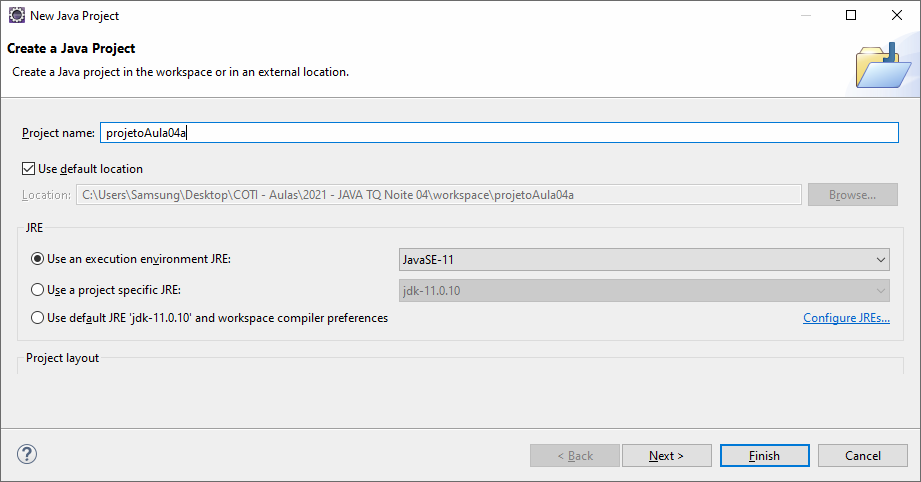 New Java Project
Create a Java Project
Create a Java project in the workspace or in an external location.
Project name: projetoAula04a
Use default location
Location: C:\Users\Samsung\Desktop\COTI - Aulas\2021 - JAVA TQ Noite 04\workspace\projetoAula04a Browse...
JRE
Use an execution environment JRE: JavaSE-11
Use a project specific JRE: jdk-11.0.10
Use default JRE 'jdk-11.0.10' and workspace compiler preferences Configure JREs...
Project layout
? < Back Next > Finish Cancel